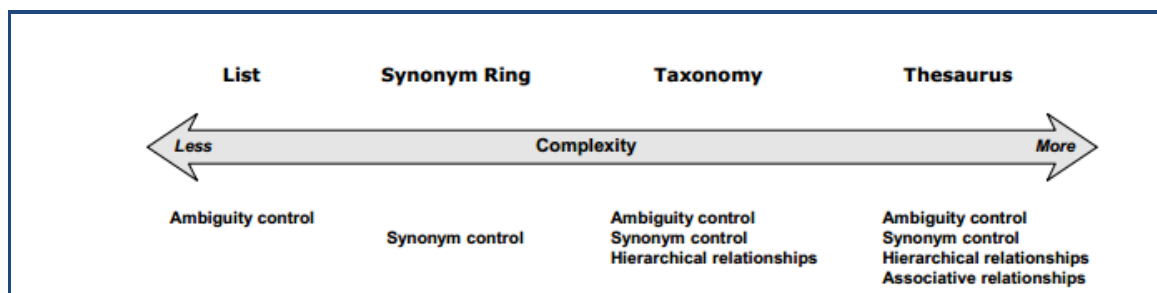 List Synonym Ring Taxonomy Thesaurus
Less Complexity More
Ambiguity control Ambiguity control Ambiguity control
Synonym control Synonym control Synonym control
Hierarchical relationships Hierarchical relationships
Associative relationships